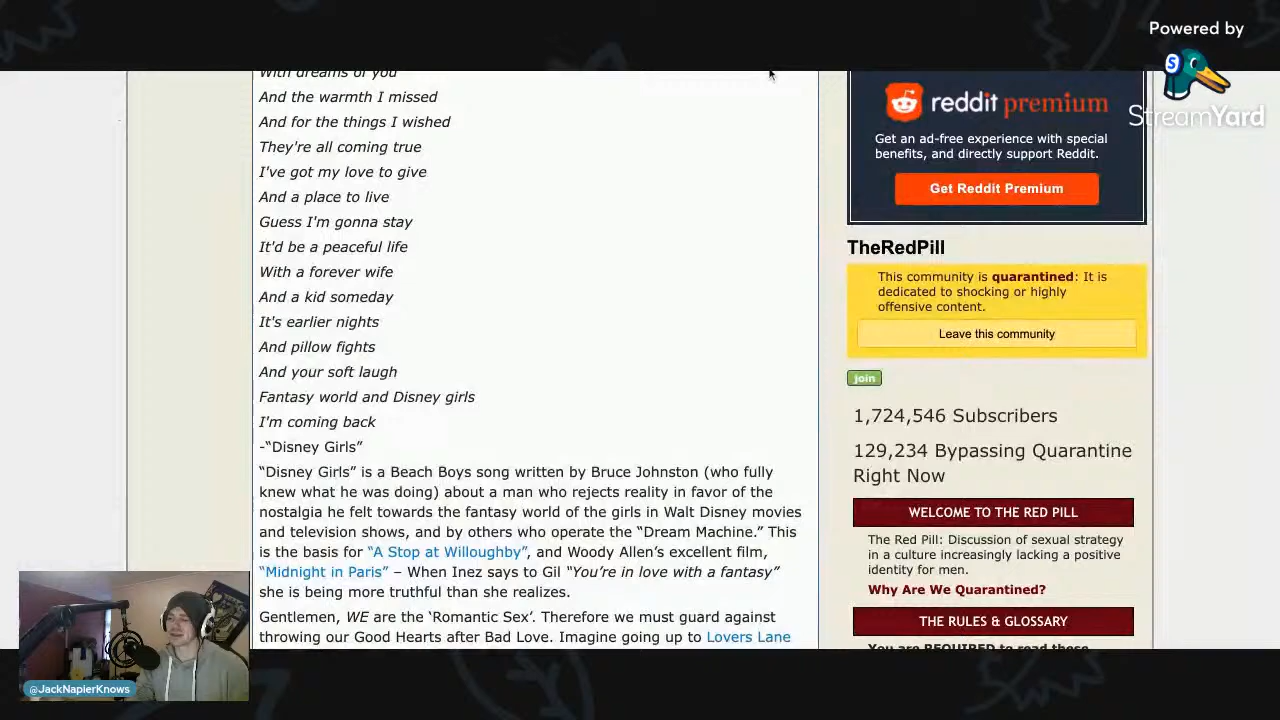 Powered by
StreamYard
With dreams of you
And the warmth I missed
And for the things I wished
They're all coming true
I've got my love to give
And a place to live
Guess I'm gonna stay
It'd be a peaceful life
With a forever wife
And a kid someday
It's earlier nights
And pillow fights
And your soft laugh
Fantasy world and Disney girls
I'm coming back
-“Disney Girls”
“Disney Girls” is a Beach Boys song written by Bruce Johnston (who fully
knew what he was doing) about a man who rejects reality in favor of the
nostalgia he felt towards the fantasy world of the girls in Walt Disney movies
and television shows, and by others who operate the “Dream Machine.” This
is the basis for “A Stop at Willoughby”, and Woody Allen’s excellent film,
“Midnight in Paris” – When Inez says to Gil “You're in love with a fantasy”
she is being more truthful than she realizes.
Gentlemen, WE are the ‘Romantic Sex’. Therefore we must guard against
throwing our Good Hearts after Bad Love. Imagine going up to Lovers Lane
reddit premium
Get an ad-free experience with special
benefits, and directly support Reddit.
Get Reddit Premium
TheRedPill
This community is quarantined: It is
dedicated to shocking or highly
offensive content.
Leave this community
join
1,724,546 Subscribers
129,234 Bypassing Quarantine
Right Now
WELCOME TO THE RED PILL
The Red Pill: Discussion of sexual strategy
in a culture increasingly lacking a positive
identity for men.
Why Are We Quarantined?
THE RULES & GLOSSARY
You are REQUIRED to read these
@JackNapierKnows